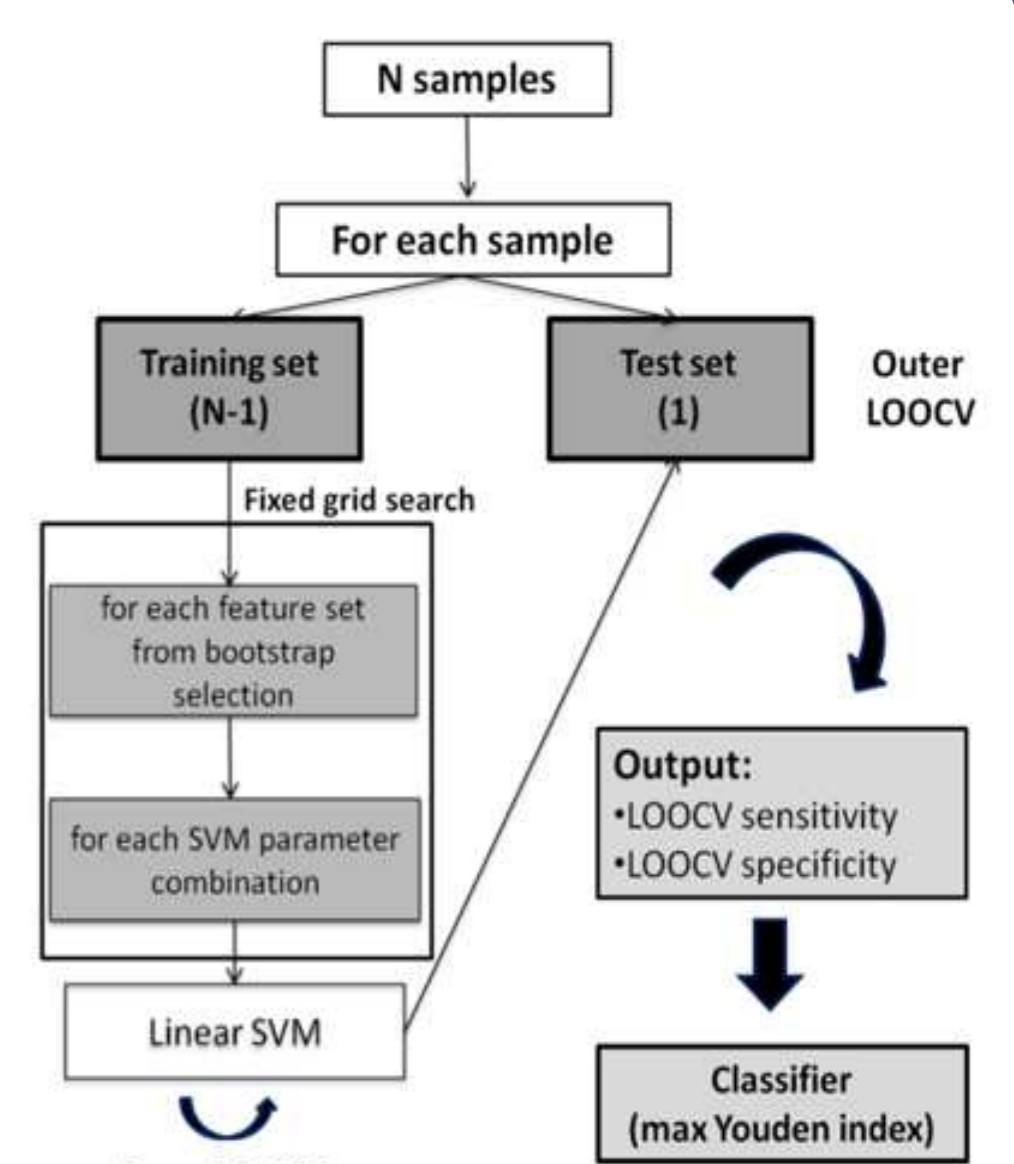 N samples
For each sample
Training set
(N-1)
Test set
(1)
Outer
LOOCV
Fixed grid search
for each feature set
from bootstrap
selection
for each SVM parameter
combination
Linear SVM
Output:
•LOOCV sensitivity
•LOOCV specificity
Classifier
(max Youden index)